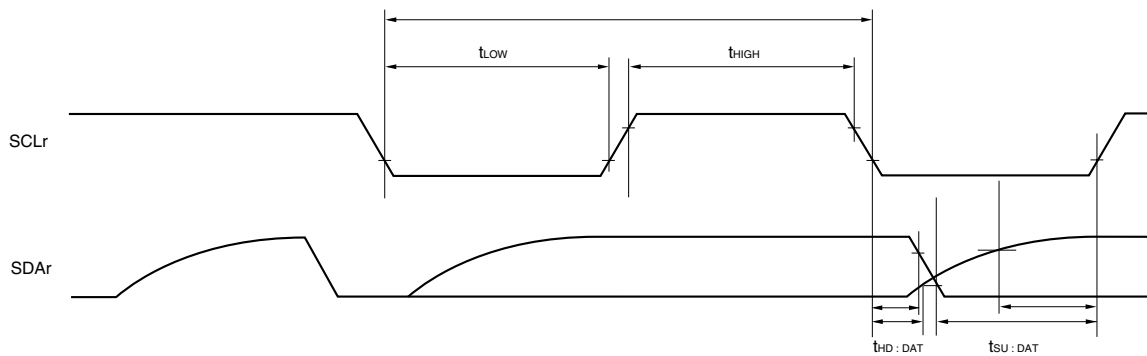 tLOW
tHIGH
SCLr
SDAr
tHD : DAT
tSU : DAT